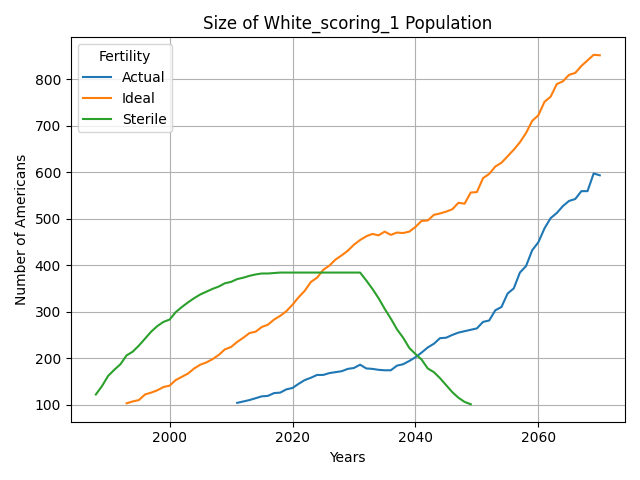 Size of White_scoring_1 Population
Fertility
Actual
Ideal
Sterile
800
700
600
500
400
300
200
100
Number of Americans
2000
2020
2040
2060
Years